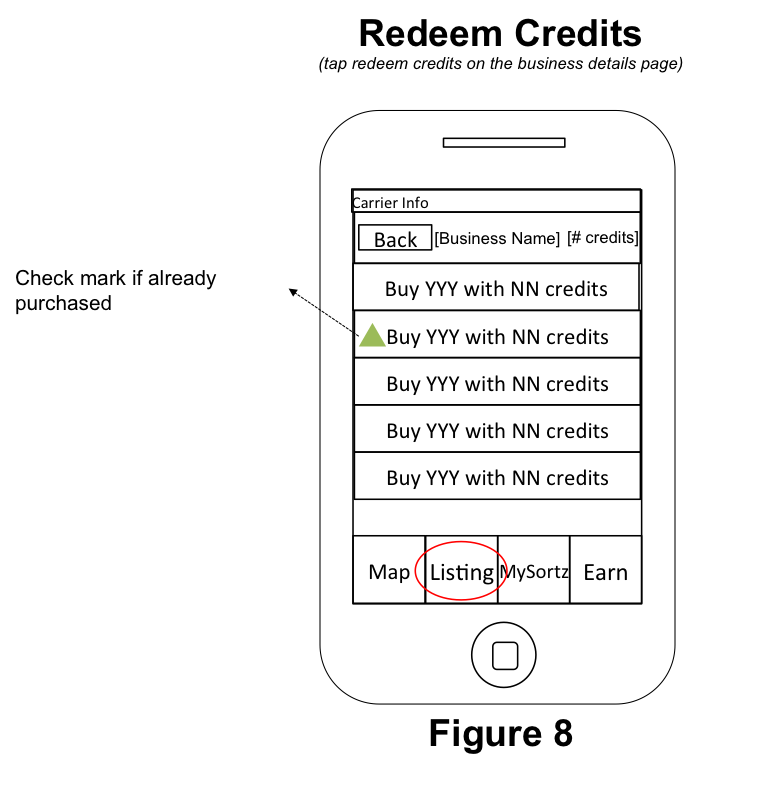 Redeem Credits
(tap redeem credits on the business details page)
Carrier Info
Back [Business Name] [# credits]
Check mark if already
purchased
Buy YYY with NN credits
Buy YYY with NN credits
Buy YYY with NN credits
Buy YYY with NN credits
Buy YYY with NN credits
Map Listing MySortz Earn
Figure 8